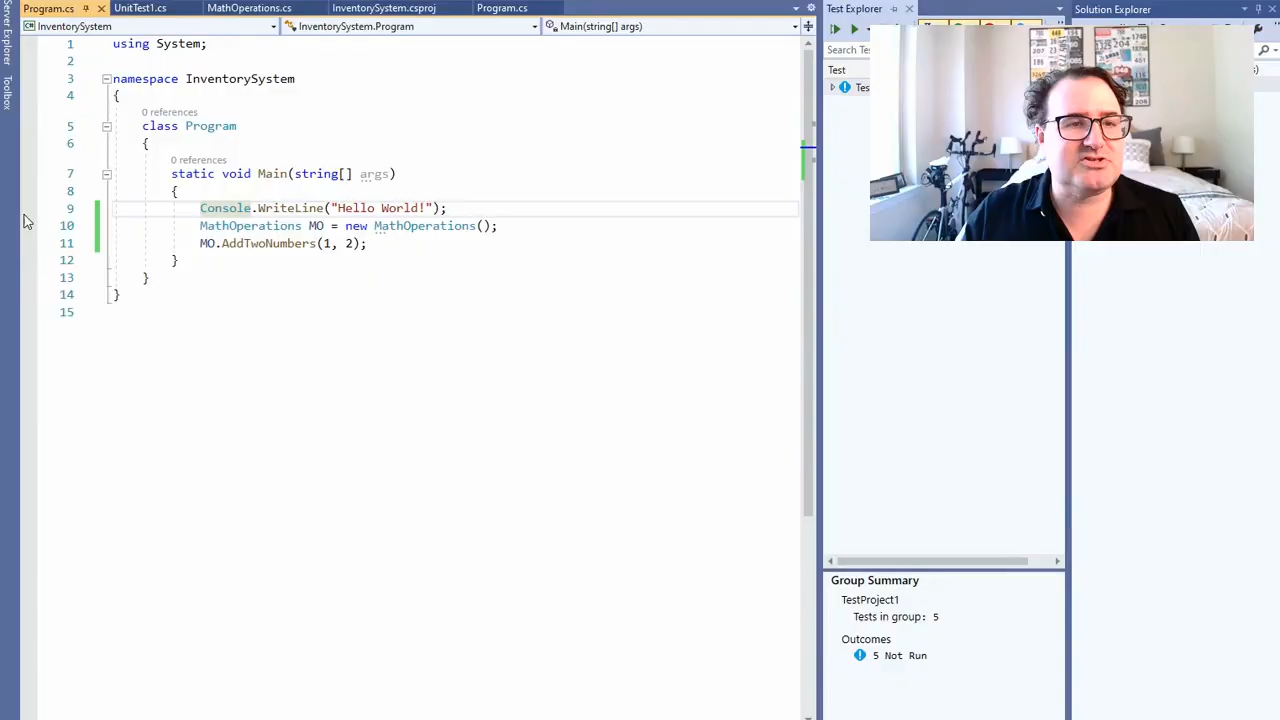 Server Explorer
Toolbox
Program.cs
UnitTest1.cs
MathOperations.cs
InventorySystem.csproj
Program.cs
InventorySystem
InventorySystem.Program
Main(string[] args)
1 using System;
2
3 namespace InventorySystem
4 {
0 references
5 class Program
6 {
0 references
7 static void Main(string[] args)
8 {
9 Console.WriteLine("Hello World!");
10 MathOperations MO = new MathOperations();
11 MO.AddTwoNumbers(1, 2);
12 }
13 }
14 }
15
Test Explorer
Search Test
Test
Tes
Group Summary
TestProject1
Tests in group: 5
Outcomes
5 Not Run
Solution Explorer